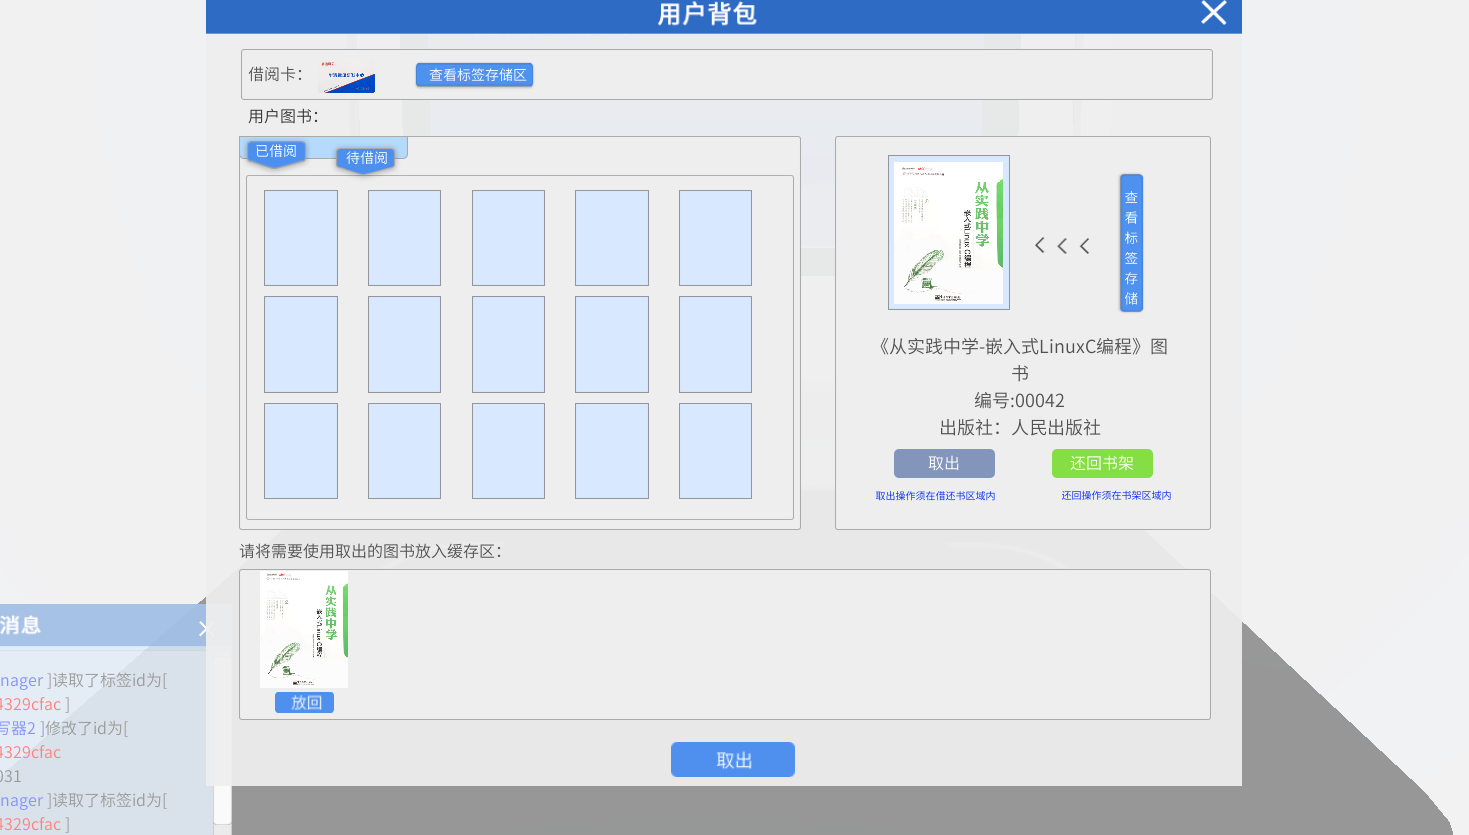 用户背包
借阅卡：
查看标签存储区
用户图书：
已借阅
待借阅
从实践中学
嵌入式Linux C编程
查看标签存储
《从实践中学-嵌入式LinuxC编程》图
书
编号:00042
出版社：人民出版社
取出
还回书架
取出操作须在借还书区域内
还回操作须在书架区域内
请将需要使用取出的图书放入缓存区：
从实践中学
嵌入式Linux C编程
放回
取出
消息
nager ]读取了标签id为[
4329cfac ]
写器2 ]修改了id为[
4329cfac
031
nager ]读取了标签id为[
4329cfac ]